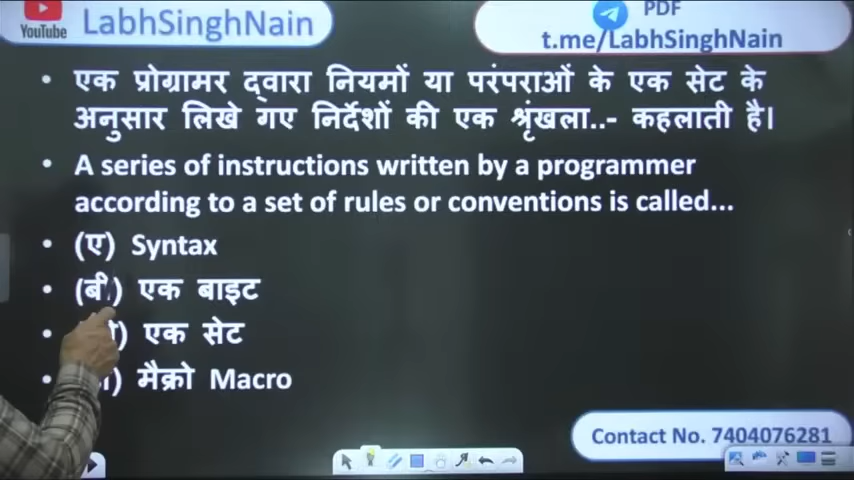 YouTube LabhSinghNain
PDF
t.me/LabhSinghNain
• एक प्रोग्रामर द्वारा नियमों या परंपराओं के एक सेट के
अनुसार लिखे गए निर्देशों की एक श्रृंखला..- कहलाती है।
• A series of instructions written by a programmer
according to a set of rules or conventions is called...
• (ए) Syntax
• (बी) एक बाइट
• ) एक सेट
• ) मैक्रो Macro
Contact No. 7404076281